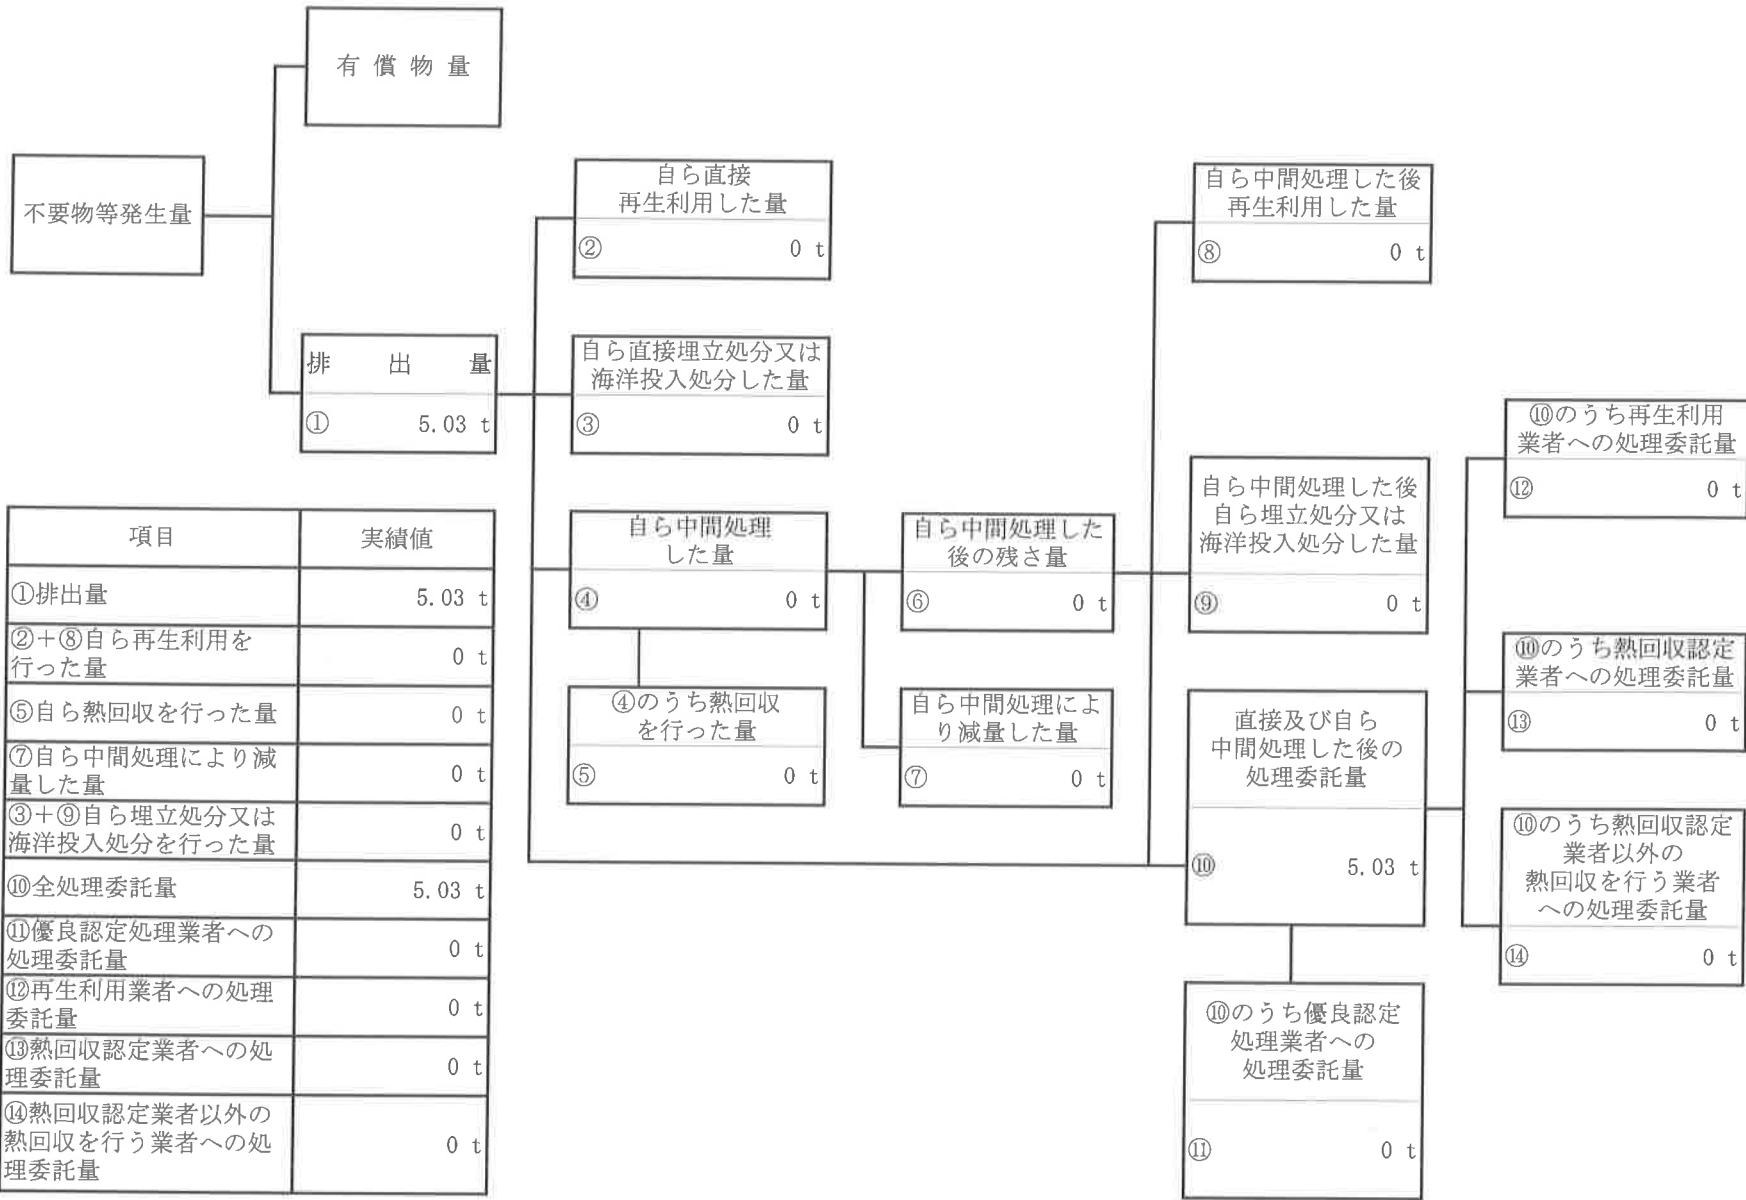 有 償 物 量
不要物等発生量
排 出 量
① 5.03 t
自ら直接
再生利用した量
② 0 t
自ら直接埋立処分又は
海洋投入処分した量
③ 0 t
自ら中間処理
した量
④ 0 t
④のうち熱回収
を行った量
⑤ 0 t
自ら中間処理した
後の残さ量
⑥ 0 t
自ら中間処理によ
り減量した量
⑦ 0 t
自ら中間処理した後
再生利用した量
⑧ 0 t
自ら中間処理した後
自ら埋立処分又は
海洋投入処分した量
⑨ 0 t
直接及び自ら
中間処理した後の
処理委託量
⑩ 5.03 t
⑩のうち優良認定
処理業者への
処理委託量
⑪ 0 t
⑩のうち再生利用
業者への処理委託量
⑫ 0 t
⑩のうち熱回収認定
業者への処理委託量
⑬ 0 t
⑩のうち熱回収認定
業者以外の
熱回収を行う業者
への処理委託量
⑭ 0 t
項目 実績値
①排出量 5.03 t
②+⑧自ら再生利用を
行った量 0 t
⑤自ら熱回収を行った量 0 t
⑦自ら中間処理により減
量した量 0 t
③+⑨自ら埋立処分又は
海洋投入処分を行った量 0 t
⑩全処理委託量 5.03 t
⑪優良認定処理業者への
処理委託量 0 t
⑫再生利用業者への処理
委託量 0 t
⑬熱回収認定業者への処
理委託量 0 t
⑭熱回収認定業者以外の
熱回収を行う業者への処
理委託量 0 t